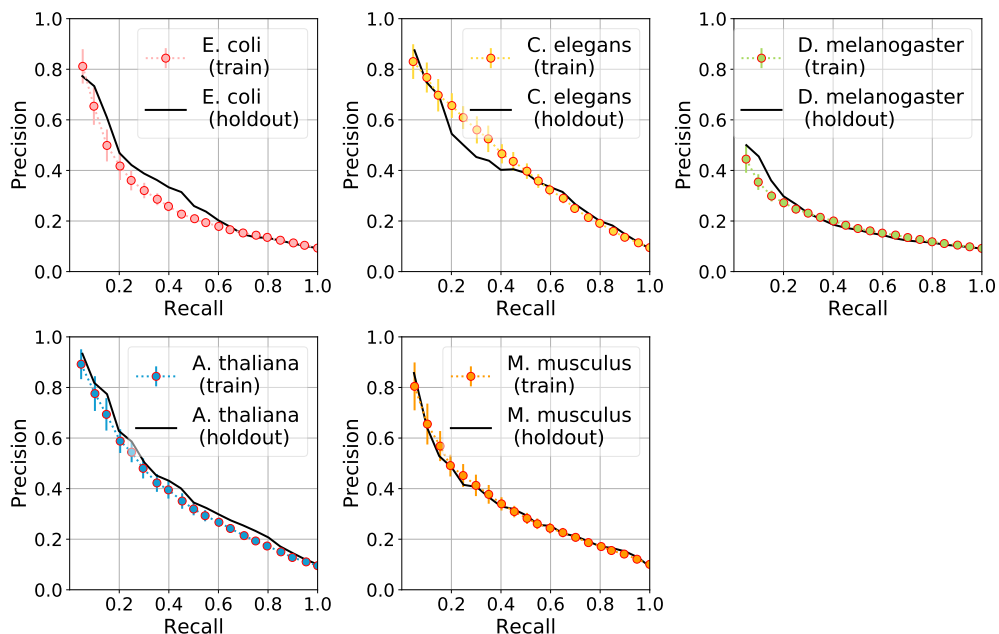 1.0
0.8
0.6
0.4
0.2
0.0
Precision
E. coli
(train)
E. coli
(holdout)
0.2 0.4 0.6 0.8 1.0
Recall
1.0
0.8
0.6
0.4
0.2
0.0
Precision
C. elegans
(train)
C. elegans
(holdout)
0.2 0.4 0.6 0.8 1.0
Recall
1.0
0.8
0.6
0.4
0.2
0.0
Precision
D. melanogaster
(train)
D. melanogaster
(holdout)
0.2 0.4 0.6 0.8 1.0
Recall
1.0
0.8
0.6
0.4
0.2
0.0
Precision
A. thaliana
(train)
A. thaliana
(holdout)
0.2 0.4 0.6 0.8 1.0
Recall
1.0
0.8
0.6
0.4
0.2
0.0
Precision
M. musculus
(train)
M. musculus
(holdout)
0.2 0.4 0.6 0.8 1.0
Recall